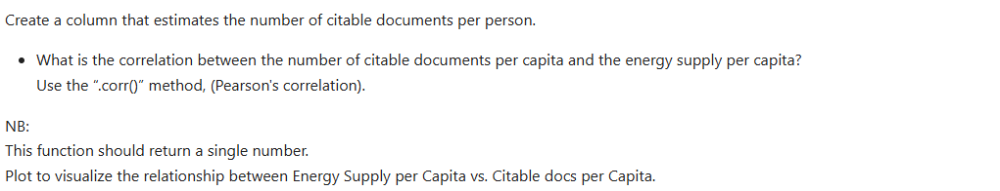 Create a column that estimates the number of citable documents per person.
• What is the correlation between the number of citable documents per capita and the energy supply per capita?
Use the ".corr()" method, (Pearson's correlation).
NB:
This function should return a single number.
Plot to visualize the relationship between Energy Supply per Capita vs. Citable docs per Capita.